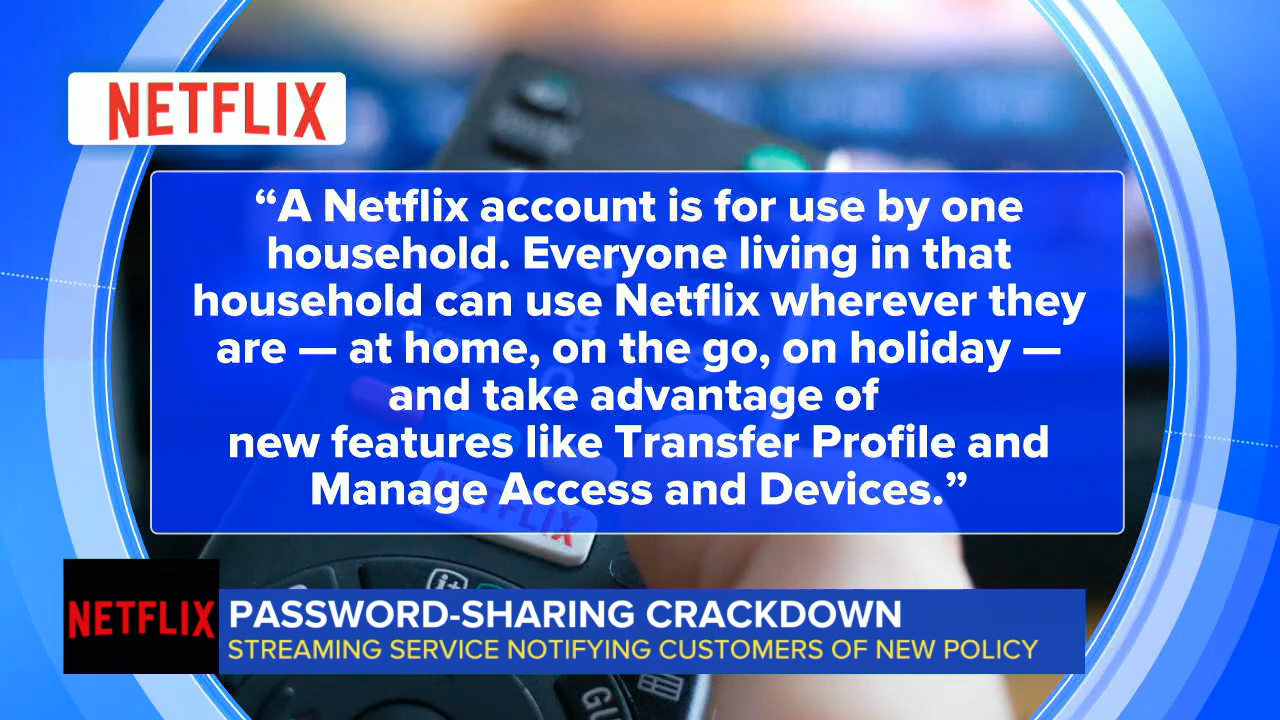 NETFLIX
“A Netflix account is for use by one
household. Everyone living in that
household can use Netflix wherever they
are — at home, on the go, on holiday —
and take advantage of
new features like Transfer Profile and
Manage Access and Devices.”
NETFLIX
NETFLIX
PASSWORD-SHARING CRACKDOWN
STREAMING SERVICE NOTIFYING CUSTOMERS OF NEW POLICY